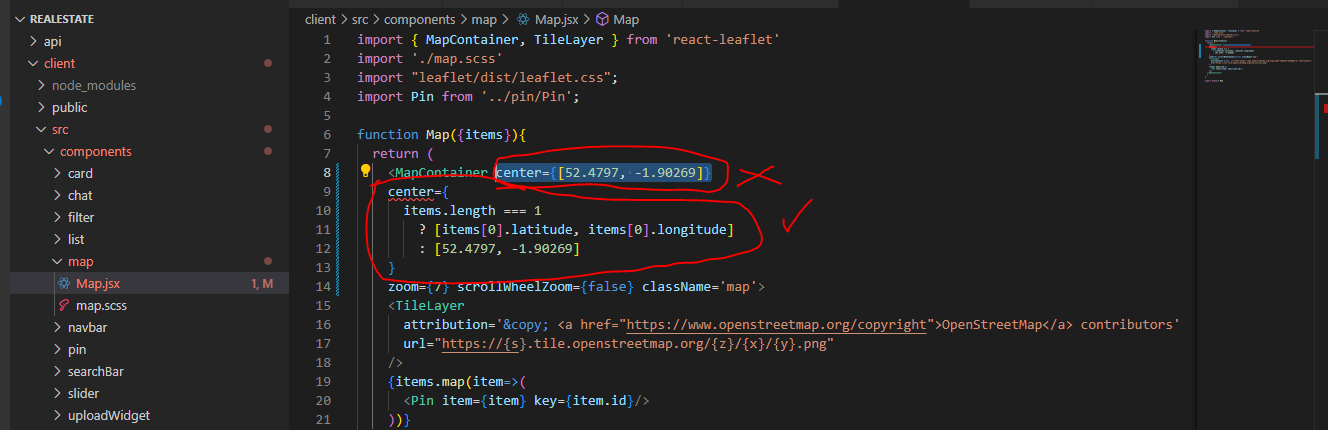 REALESTATE
api
client
node_modules
public
src
components
card
chat
filter
list
map
Map.jsx 1, M
map.scss
navbar
pin
searchBar
slider
uploadWidget
client > src > components > map > Map.jsx > Map
1 import { MapContainer, TileLayer } from 'react-leaflet'
2 import './map.scss'
3 import "leaflet/dist/leaflet.css";
4 import Pin from '../pin/Pin';
5
6 function Map({items}){
7 return (
8 <MapContainer center={[52.4797, -1.90269]}
9 center={
10 items.length === 1
11 ? [items[0].latitude, items[0].longitude]
12 : [52.4797, -1.90269]
13 }
14 zoom={7} scrollWheelZoom={false} className='map'>
15 <TileLayer
16 attribution='&copy; <a href="https://www.openstreetmap.org/copyright">OpenStreetMap</a> contributors'
17 url="https://{s}.tile.openstreetmap.org/{z}/{x}/{y}.png"
18 />
19 {items.map(item=>(
20 <Pin item={item} key={item.id}/>
21 ))}